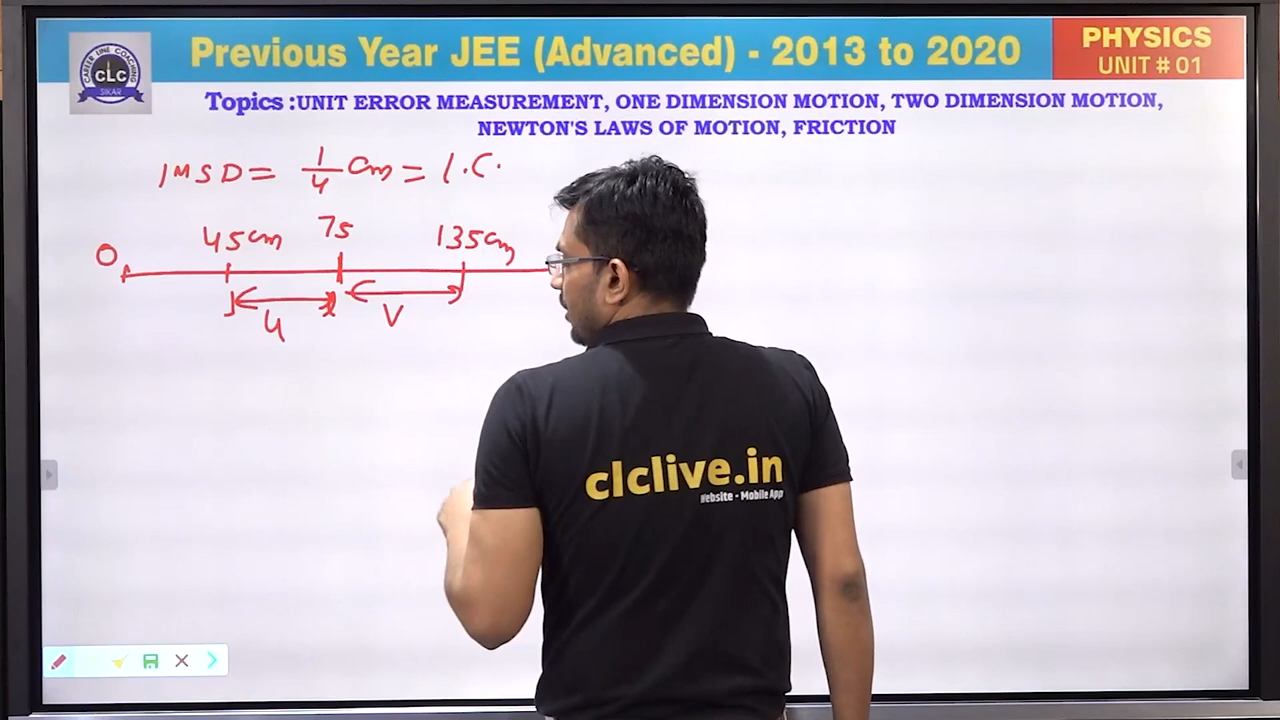 Previous Year JEE (Advanced) - 2013 to 2020
PHYSICS
UNIT # 01
CAREER LINE COACHING
CLC
SIKAR
Topics :UNIT ERROR MEASUREMENT, ONE DIMENSION MOTION, TWO DIMENSION MOTION,
NEWTON'S LAWS OF MOTION, FRICTION
1MSD = 1/4 cm = L.C.
0 45cm 75 135cm
u v
clclive.in
Website - Mobile App